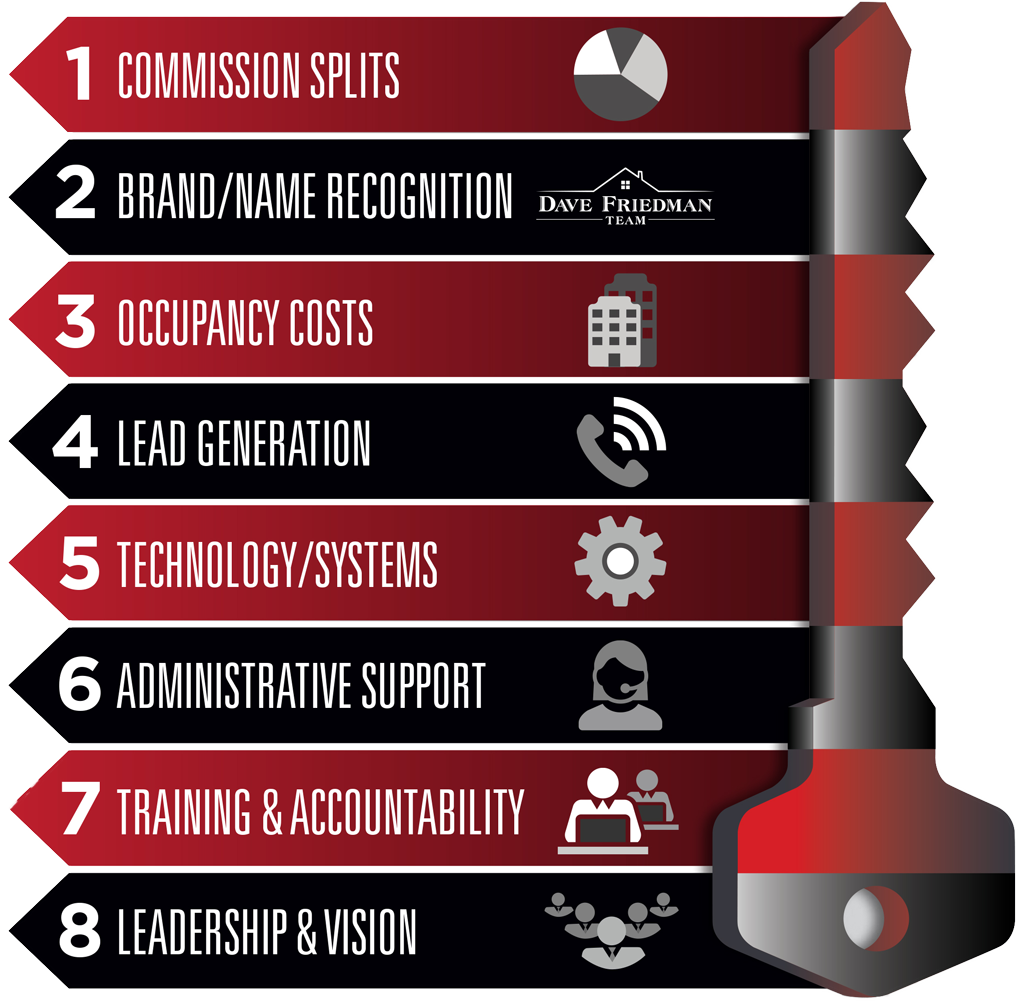 1 COMMISSION SPLITS
2 BRAND/NAME RECOGNITION
DAVE FRIEDMAN
TEAM
3 OCCUPANCY COSTS
4 LEAD GENERATION
5 TECHNOLOGY/SYSTEMS
6 ADMINISTRATIVE SUPPORT
7 TRAINING & ACCOUNTABILITY
8 LEADERSHIP & VISION